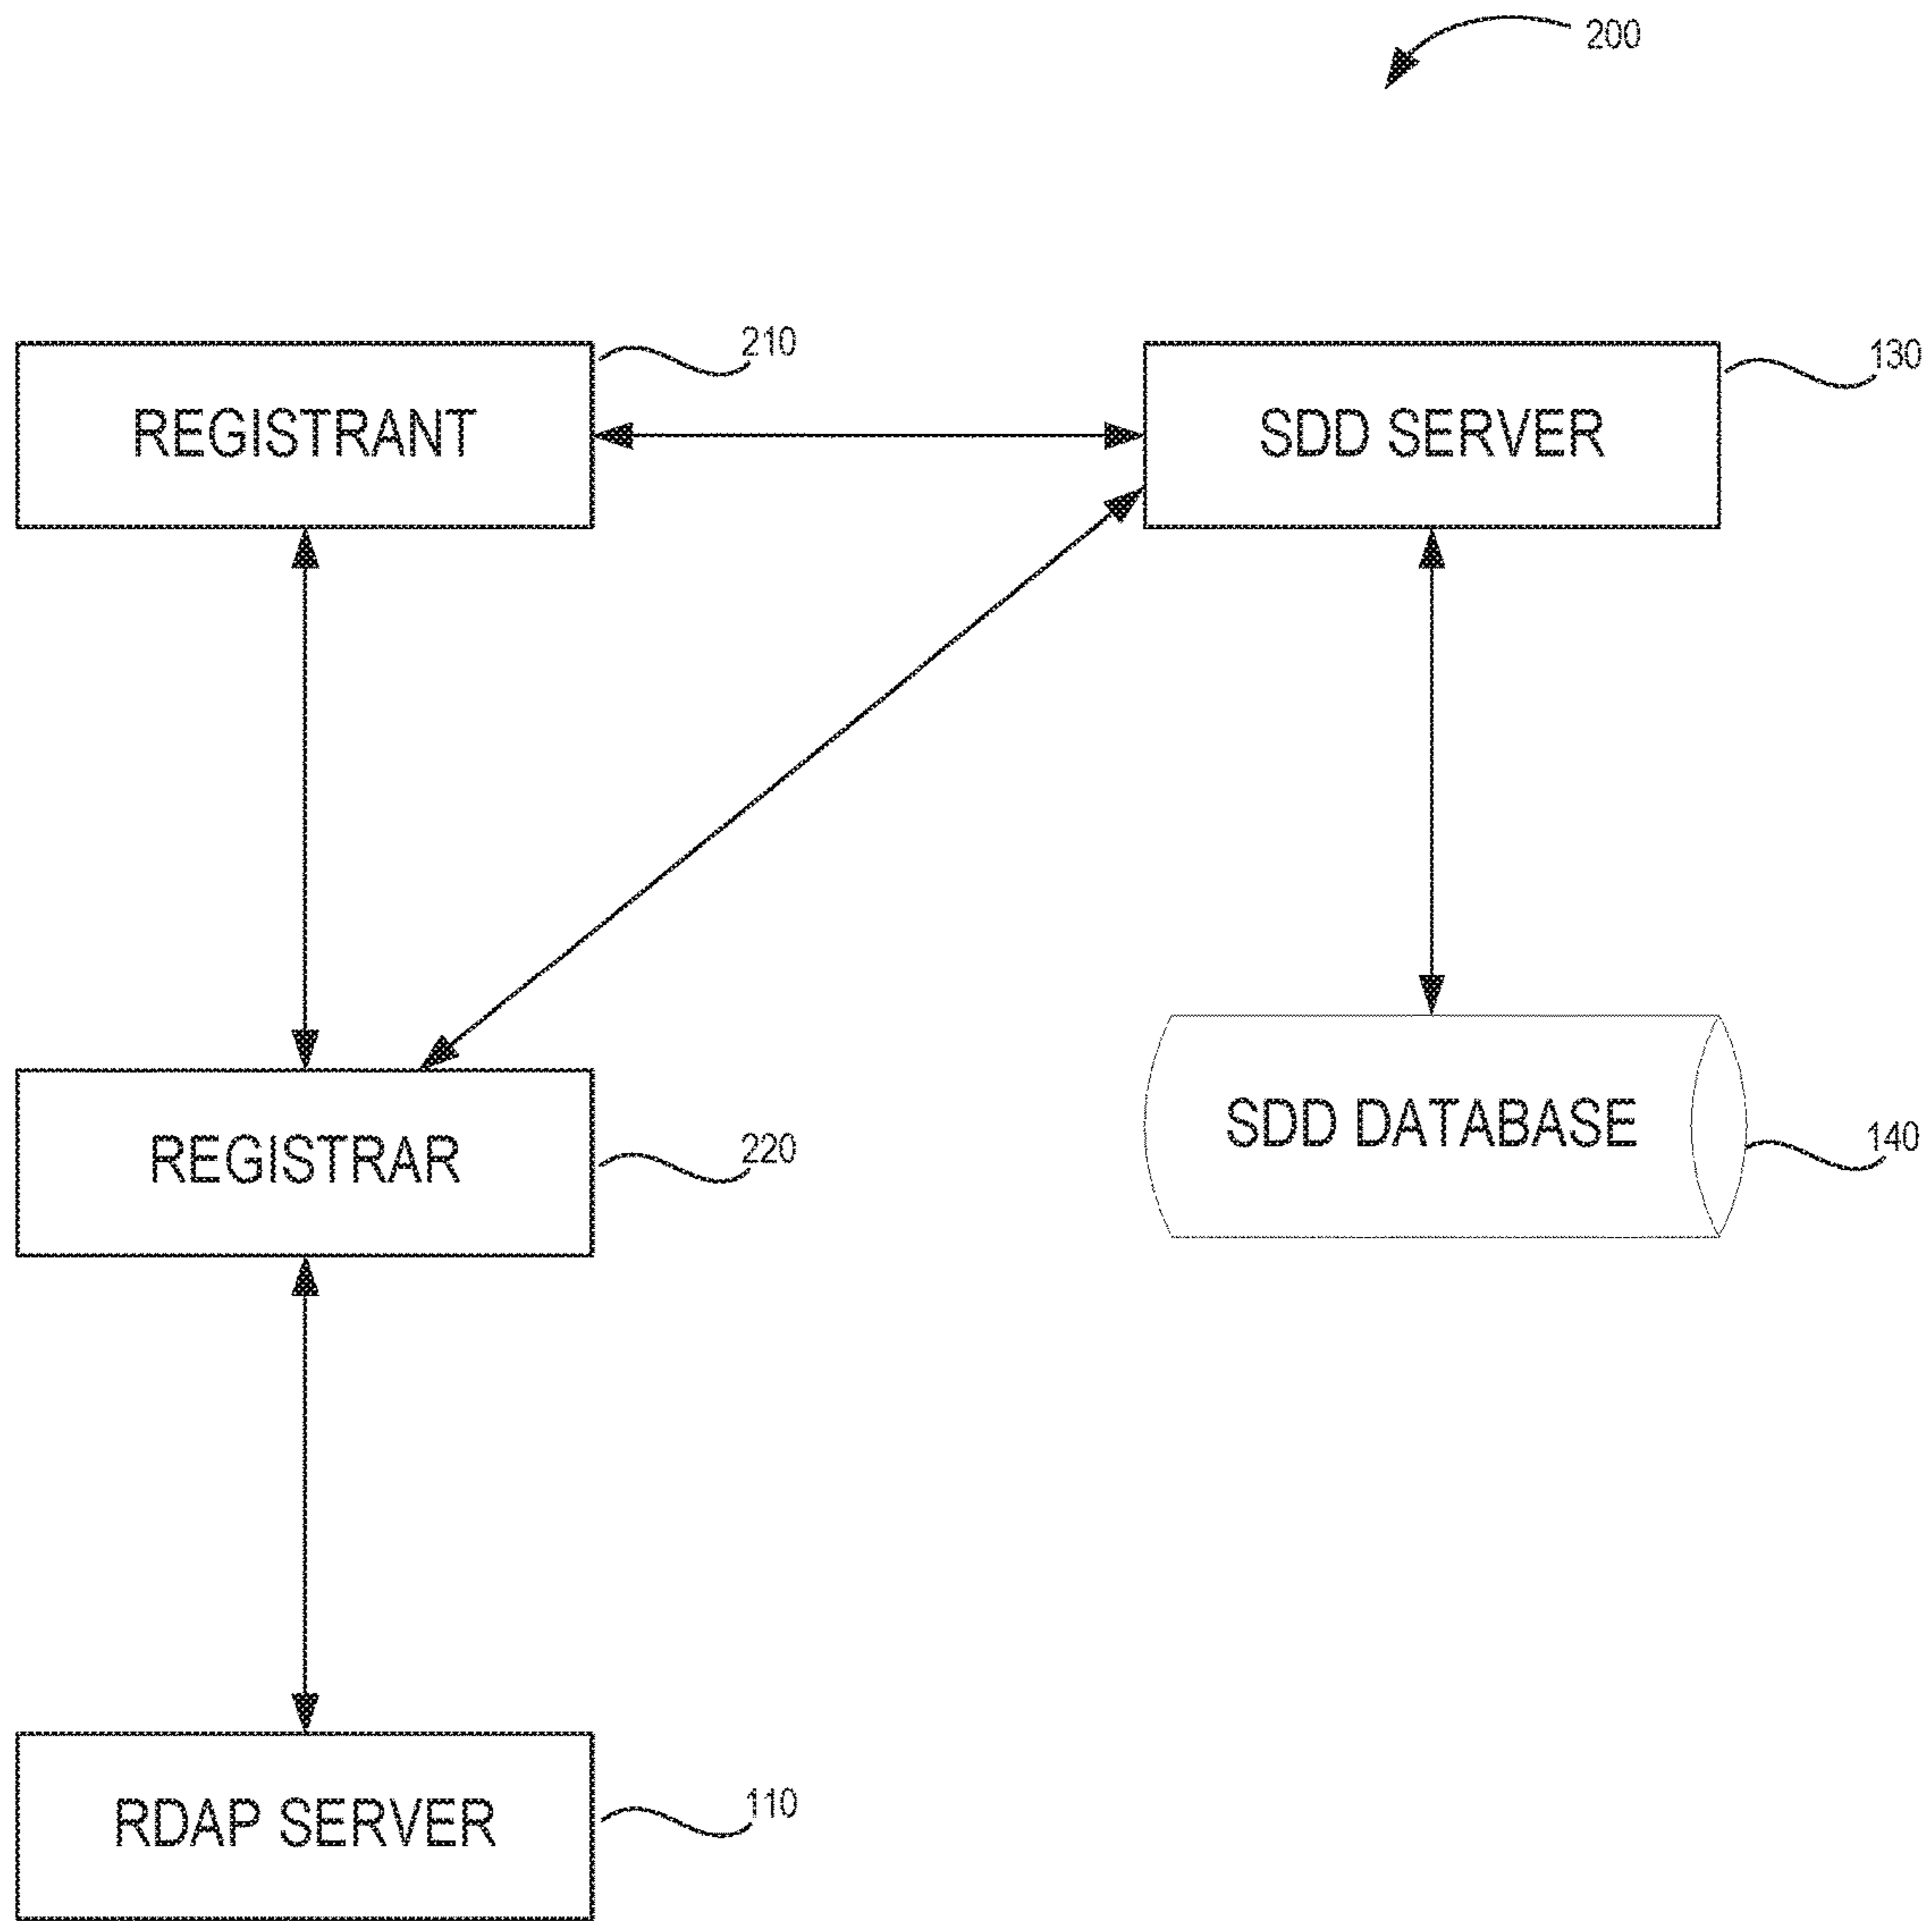 200
210
REGISTRANT
130
SDD SERVER
REGISTRAR
220
SDD DATABASE
140
RDAP SERVER
110